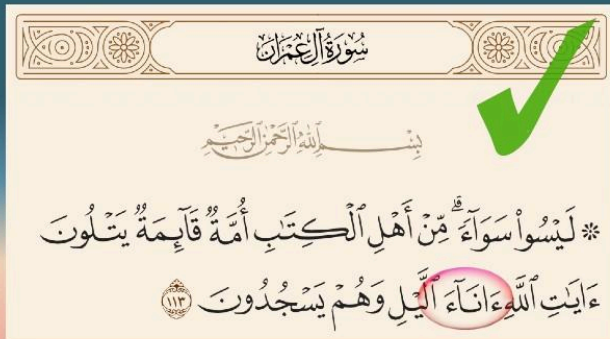 سُورَةُ آلِ عِمْرَانَ
بِسْمِ ٱللَّهِ ٱلرَّحْمَٰنِ ٱلرَّحِيمِ
۞ لَيْسُوا۟ سَوَآءً ۗ مِّنْ أَهْلِ ٱلْكِتَٰبِ أُمَّةٌ قَآئِمَةٌ يَتْلُونَ
ءَايَٰتِ ٱللَّهِ ءَانَآءَ ٱلَّيْلِ وَهُمْ يَسْجُدُونَ ١١٣